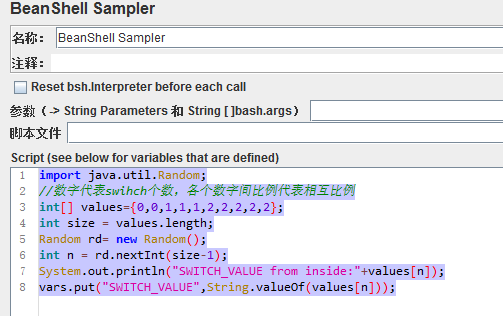 BeanShell Sampler
名称： BeanShell Sampler
注释：
Reset bsh.Interpreter before each call
参数（-> String Parameters 和 String [ ]bash.args）
脚本文件
Script (see below for variables that are defined)
1 import java.util.Random;
2 //数字代表swihch个数，各个数字间比例代表相互比例
3 int[] values={0,0,1,1,1,2,2,2,2,2};
4 int size = values.length;
5 Random rd= new Random();
6 int n = rd.nextInt(size-1);
7 System.out.println("SWITCH_VALUE from inside:"+values[n]);
8 vars.put("SWITCH_VALUE",String.valueOf(values[n]));